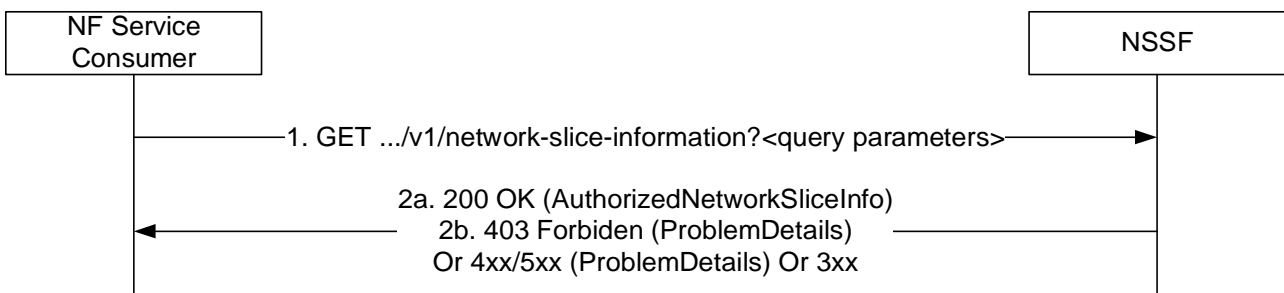 NF Service
Consumer
NSSF
1. GET .../v1/network-slice-information?<query parameters>
2a. 200 OK (AuthorizedNetworkSliceInfo)
2b. 403 Forbiden (ProblemDetails)
Or 4xx/5xx (ProblemDetails) Or 3xx